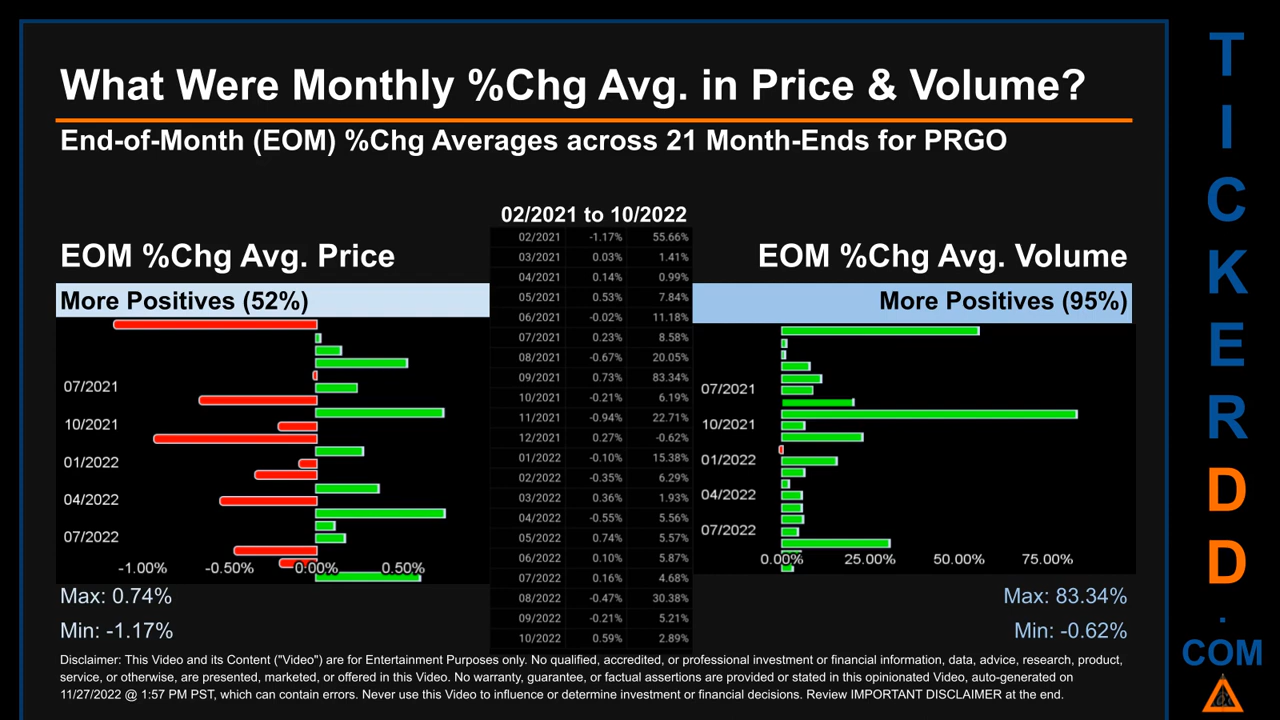 What Were Monthly %Chg Avg. in Price & Volume?
End-of-Month (EOM) %Chg Averages across 21 Month-Ends for PRGO
02/2021 to 10/2022
02/2021 -1.17% 55.66%
03/2021 0.03% 1.41%
04/2021 0.14% 0.99%
05/2021 0.53% 7.84%
06/2021 -0.02% 11.18%
07/2021 0.23% 8.58%
08/2021 -0.67% 20.05%
09/2021 0.73% 83.34%
10/2021 -0.21% 6.19%
11/2021 -0.94% 22.71%
12/2021 0.27% -0.62%
01/2022 -0.10% 15.38%
02/2022 -0.35% 6.29%
03/2022 0.36% 1.93%
04/2022 -0.55% 5.56%
05/2022 0.74% 5.57%
06/2022 0.10% 5.87%
07/2022 0.16% 4.68%
08/2022 -0.47% 30.38%
09/2022 -0.21% 5.21%
10/2022 0.59% 2.89%
EOM %Chg Avg. Price
More Positives (52%)
07/2021
10/2021
01/2022
04/2022
07/2022
-1.00% -0.50% 0.00% 0.50%
Max: 0.74%
Min: -1.17%
EOM %Chg Avg. Volume
More Positives (95%)
07/2021
10/2021
01/2022
04/2022
07/2022
0.00% 25.00% 50.00% 75.00%
Max: 83.34%
Min: -0.62%
Disclaimer: This Video and its Content ("Video") are for Entertainment Purposes only. No qualified, accredited, or professional investment or financial information, data, advice, research, product,
service, or otherwise, are presented, marketed, or offered in this Video. No warranty, guarantee, or factual assertions are provided or stated in this opinionated Video, auto-generated on
11/27/2022 @ 1:57 PM PST, which can contain errors. Never use this Video to influence or determine investment or financial decisions. Review IMPORTANT DISCLAIMER at the end.
T
I
C
K
E
R
D
D
.
COM